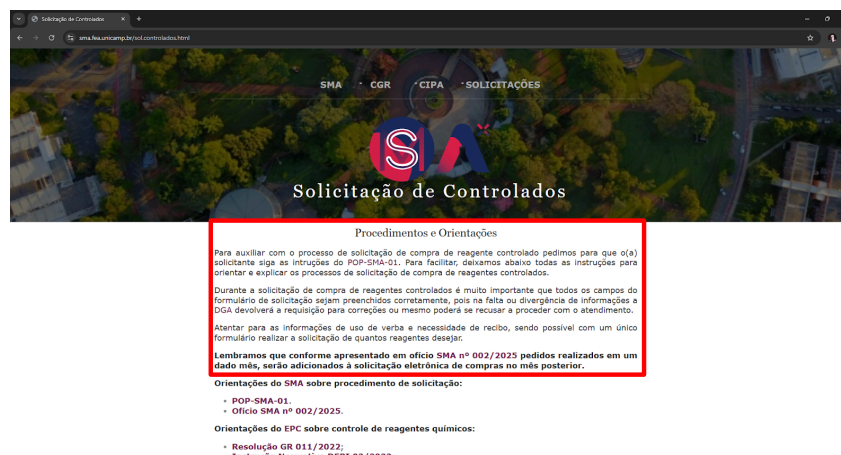 Solicitação de Controlados
sma.fea.unicamp.br/sol.controlados.html
SMA CGR CIPA SOLICITAÇÕES
SMA
Solicitação de Controlados
Procedimentos e Orientações
Para auxiliar com o processo de solicitação de compra de reagente controlado pedimos para que o(a)
solicitante siga as intruções do POP-SMA-01. Para facilitar, deixamos abaixo todas as instruções para
orientar e explicar os processos de solicitação de compra de reagentes controlados.
Durante a solicitação de compra de reagentes controlados é muito importante que todos os campos do
formulário de solicitação sejam preenchidos corretamente, pois na falta ou divergência de informações a
DGA devolverá a requisição para correções ou mesmo poderá se recusar a proceder com o atendimento.
Atentar para as informações de uso de verba e necessidade de recibo, sendo possível com um único
formulário realizar a solicitação de quantos reagentes desejar.
Lembramos que conforme apresentado em ofício SMA nº 002/2025 pedidos realizados em um
dado mês, serão adicionados à solicitação eletrônica de compras no mês posterior.
Orientações do SMA sobre procedimento de solicitação:
POP-SMA-01.
Ofício SMA nº 002/2025.
Orientações do EPC sobre controle de reagentes químicos:
Resolução GR 011/2022;